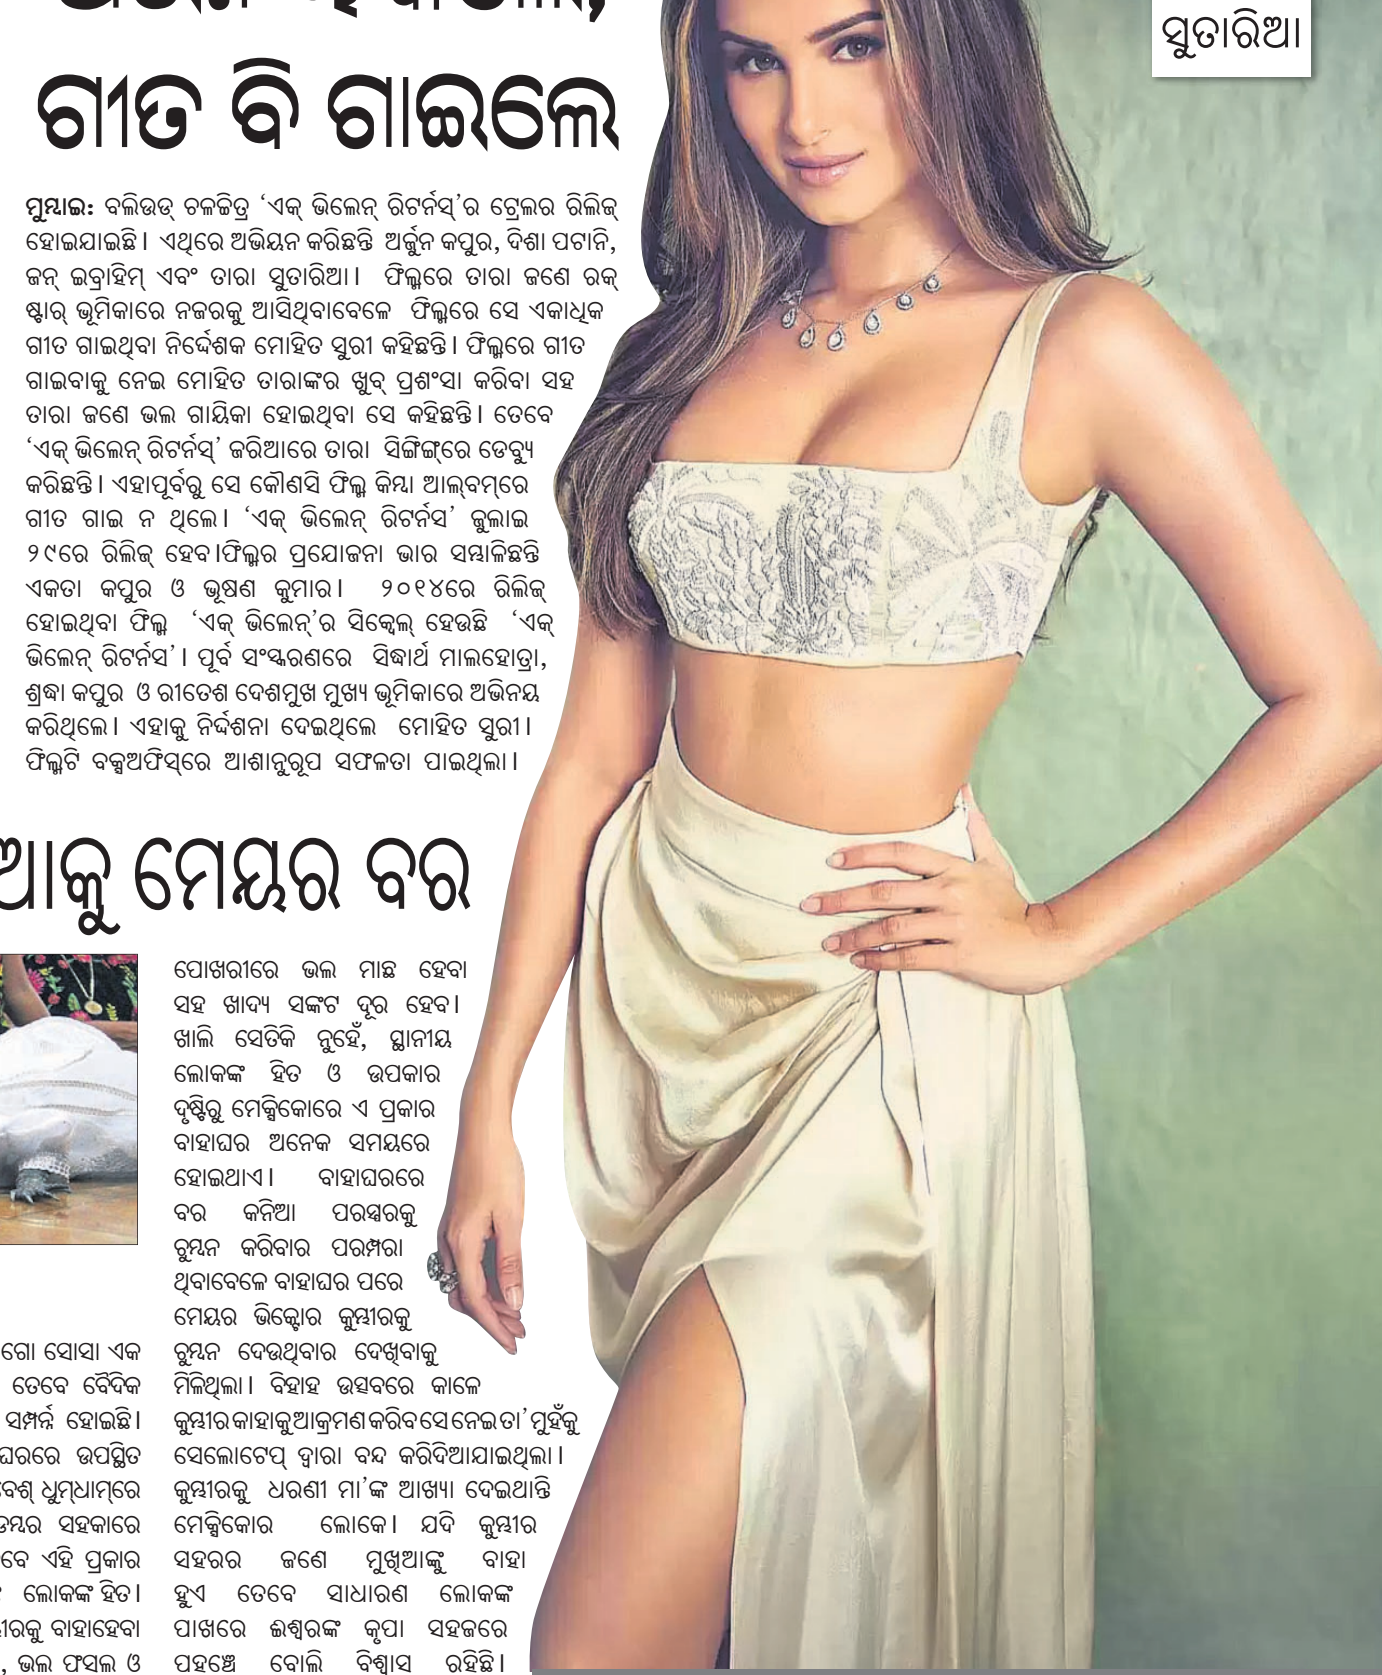 ଗୀତ ବି ଗାଇଲେ
ସୁତାରିଆ
ମୁମ୍ବାଇ: ବଲିଉଡ୍ ଚଳଚ୍ଚିତ୍ର ‘ଏକ୍ ଭିଲେନ୍ ରିଟର୍ନସ୍’ର ଟ୍ରେଲର ରିଲିଜ୍
ହୋଇଯାଇଛି। ଏଥିରେ ଅଭିୟନ କରିଛନ୍ତି ଅର୍ଜ୍ଜୁନ କପୁର, ଦିଶା ପଟାନି,
ଜନ୍ ଇବ୍ରାହିମ୍ ଏବଂ ତାରା ସୁତାରିଆ। ଫିଲ୍ମରେ ତାରା ଜଣେ ରକ୍
ଷ୍ଟାର୍ ଭୂମିକାରେ ନଜରକୁ ଆସିଥିବାବେଳେ ଫିଲ୍ମରେ ସେ ଏକାଧିକ
ଗୀତ ଗାଇଥିବା ନିର୍ଦ୍ଦେଶକ ମୋହିତ ସୁରୀ କହିଛନ୍ତି। ଫିଲ୍ମରେ ଗୀତ
ଗାଇବାକୁ ନେଇ ମୋହିତ ତାରାଙ୍କର ଖୁବ୍ ପ୍ରଶଂସା କରିବା ସହ
ତାରା ଜଣେ ଭଲ ଗାୟିକା ହୋଇଥିବା ସେ କହିଛନ୍ତି। ତେବେ
‘ଏକ୍ ଭିଲେନ୍ ରିଟର୍ନସ୍’ ଜରିଆରେ ତାରା ସିଙ୍ଗିଙ୍ଗ୍‌ରେ ଡେବ୍ୟୁ
କରିଛନ୍ତି। ଏହାପୂର୍ବରୁ ସେ କୌଣସି ଫିଲ୍ମ କିମ୍ବା ଆଲ୍‌ବମ୍‌ରେ
ଗୀତ ଗାଇ ନ ଥିଲେ। ‘ଏକ୍ ଭିଲେନ୍ ରିଟର୍ନସ’ ଜୁଲାଇ
୨୯ରେ ରିଲିଜ୍ ହେବ।ଫିଲ୍ମର ପ୍ରଯୋଜନା ଭାର ସମ୍ଭାଳିଛନ୍ତି
ଏକତା କପୁର ଓ ଭୂଷଣ କୁମାର। ୨୦୧୪ରେ ରିଲିଜ୍
ହୋଇଥିବା ଫିଲ୍ମ ‘ଏକ୍ ଭିଲେନ୍’ର ସିକ୍ୱେଲ୍ ହେଉଛି ‘ଏକ୍
ଭିଲେନ୍ ରିଟର୍ନସ’। ପୂର୍ବ ସଂସ୍କରଣରେ ସିଦ୍ଧାର୍ଥ ମାଲହୋତ୍ରା,
ଶ୍ରଦ୍ଧା କପୁର ଓ ରୀତେଶ ଦେଶମୁଖ ମୁଖ୍ୟ ଭୂମିକାରେ ଅଭିନୟ
କରିଥିଲେ। ଏହାକୁ ନିର୍ଦ୍ଦଶନା ଦେଇଥିଲେ ମୋହିତ ସୁରୀ।
ଫିଲ୍ମଟି ବକ୍ସଅଫିସ୍‌ରେ ଆଶାନୁରୂପ ସଫଳତା ପାଇଥିଲା।
ଆକୁ ମେୟର ବର
ଗୋ ସୋସା ଏକ
ତେବେ ବୈଦିକ
ସମ୍ପର୍ନ୍ନ ହୋଇଛି।
ଘରରେ ଉପସ୍ଥିତ
ବେଶ୍ ଧୁମ୍‌ଧାମ୍‌ରେ
ଡମ୍ବର ସହକାରେ
ବେ ଏହି ପ୍ରକାର
ଲୋକଙ୍କ ହିତ।
ୀରକୁ ବାହାହେବା
, ଭଲ ଫସଲ ଓ
ପୋଖରୀରେ ଭଲ ମାଛ ହେବା
ସହ ଖାଦ୍ୟ ସଙ୍କଟ ଦୂର ହେବ।
ଖାଲି ସେତିକି ନୁହେଁ, ସ୍ଥାନୀୟ
ଲୋକଙ୍କ ହିତ ଓ ଉପକାର
ଦୃଷ୍ଟିରୁ ମେକ୍ସିକୋରେ ଏ ପ୍ରକାର
ବାହାଘର ଅନେକ ସମୟରେ
ହୋଇଥାଏ। ବାହାଘରରେ
ବର କନିଆ ପରସ୍ପରକୁ
ଚୁମ୍ବନ କରିବାର ପରମ୍ପରା
ଥିବାବେଳେ ବାହାଘର ପରେ
ମେୟର ଭିକ୍ଟୋର କୁମ୍ଭୀରକୁ
ଚୁମ୍ବନ ଦେଉଥିବାର ଦେଖିବାକୁ
ମିଳିଥିଲା। ବିହାହ ଉତ୍ସବରେ କାଳେ
କୁମ୍ଭୀର କାହାକୁ ଆକ୍ରମଣ କରିବ ସେ ନେଇ ତା’ ମୁହଁକୁ
ସେଲୋଟେପ୍ ଦ୍ୱାରା ବନ୍ଦ କରିଦିଆଯାଇଥିଲା।
କୁମ୍ଭୀରକୁ ଧରଣୀ ମା’ଙ୍କ ଆଖ୍ୟା ଦେଇଥାନ୍ତି
ମେକ୍ସିକୋର ଲୋକେ। ଯଦି କୁମ୍ଭୀର
ସହରର ଜଣେ ମୁଖିଆଙ୍କୁ ବାହା
ହୁଏ ତେବେ ସାଧାରଣ ଲୋକଙ୍କ
ପାଖରେ ଈଶ୍ୱରଙ୍କ କୃପା ସହଜରେ
ପହଞ୍ଚେ ବୋଲି ବିଶ୍ୱାସ ରହିଛି।